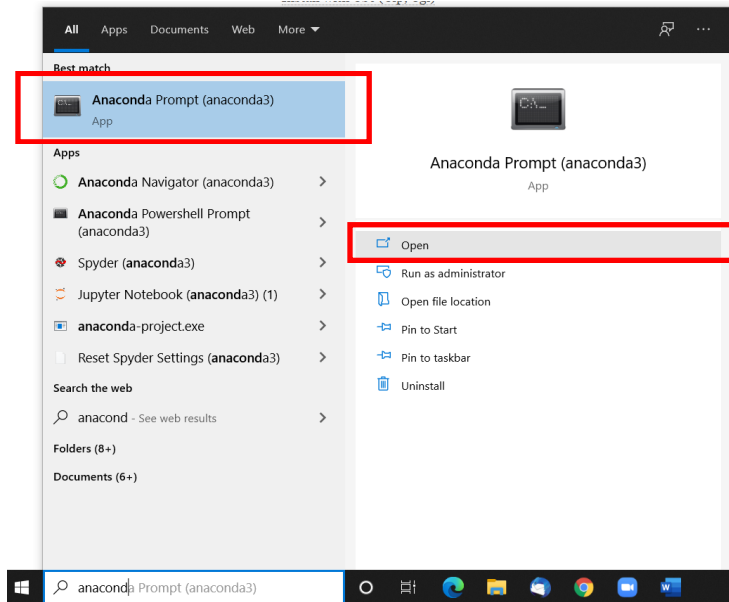 All Apps Documents Web More
Best match
Anaconda Prompt (anaconda3)
App
Apps
Anaconda Navigator (anaconda3)
Anaconda Powershell Prompt
(anaconda3)
Spyder (anaconda3)
Jupyter Notebook (anaconda3) (1)
anaconda-project.exe
Reset Spyder Settings (anaconda3)
Search the web
anacond - See web results
Folders (8+)
Documents (6+)
Anaconda Prompt (anaconda3)
App
Open
Run as administrator
Open file location
Pin to Start
Pin to taskbar
Uninstall
anaconda Prompt (anaconda3)